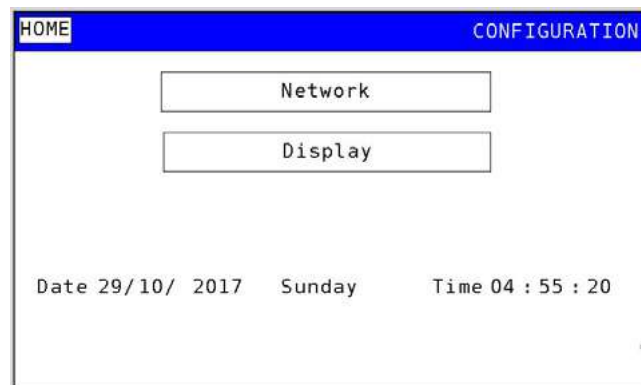 HOME CONFIGURATION
Network
Display
Date 29/10/ 2017 Sunday Time 04 : 55 : 20